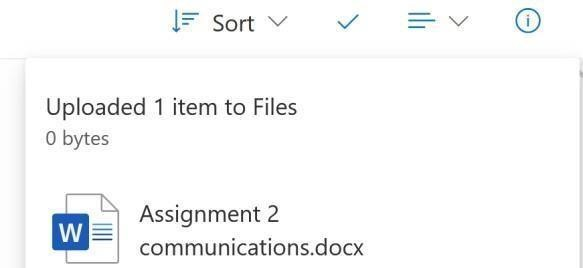 Sort
Uploaded 1 item to Files
0 bytes
W
Assignment 2
communications.docx